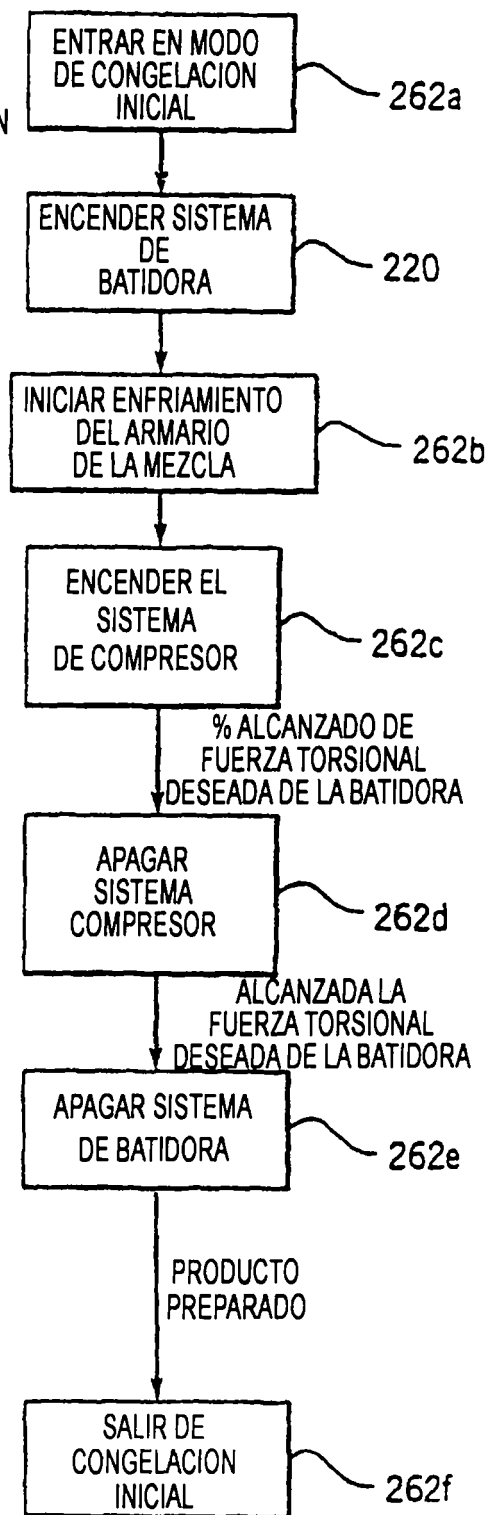 ENTRAR EN MODO
DE CONGELACION
INICIAL
262a
N
ENCENDER SISTEMA
DE
BATIDORA
220
INICIAR ENFRIAMIENTO
DEL ARMARIO
DE LA MEZCLA
262b
ENCENDER EL
SISTEMA
DE COMPRESOR
262c
% ALCANZADO DE
FUERZA TORSIONAL
DESEADA DE LA BATIDORA
APAGAR
SISTEMA
COMPRESOR
262d
ALCANZADA LA
FUERZA TORSIONAL
DESEADA DE LA BATIDORA
APAGAR SISTEMA
DE BATIDORA
262e
PRODUCTO
PREPARADO
SALIR DE
CONGELACION
INICIAL
262f